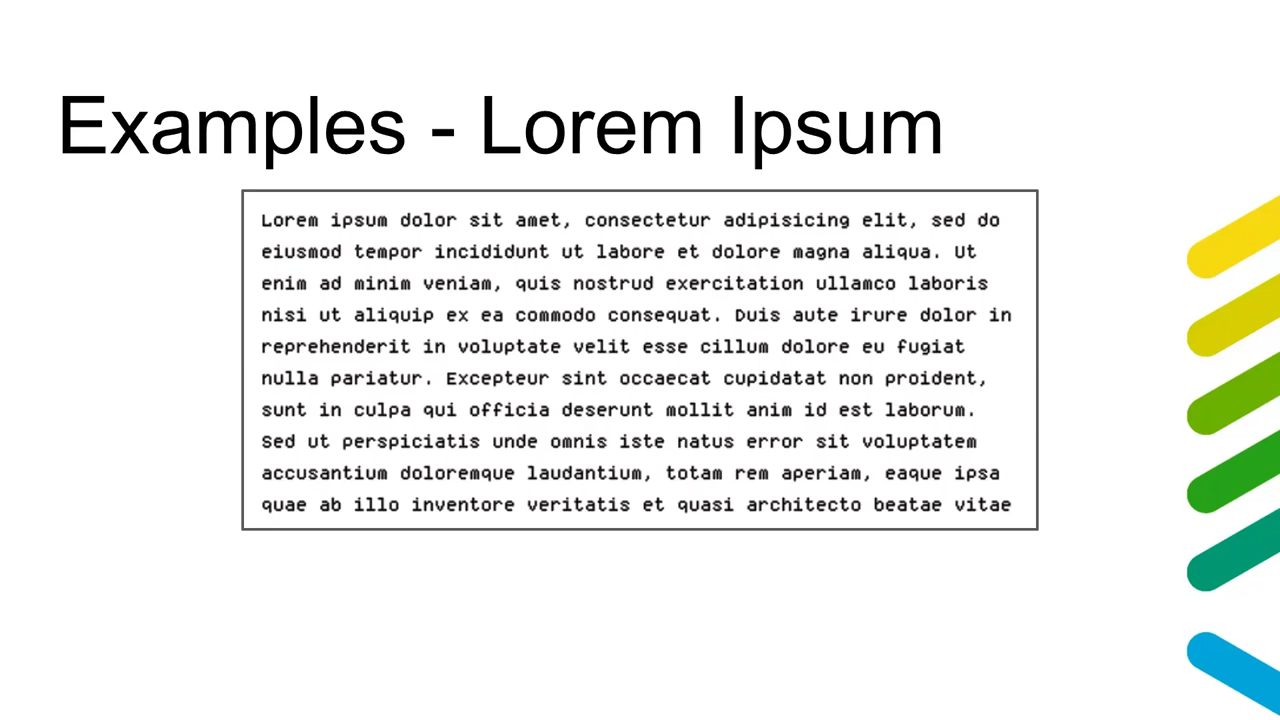 Examples - Lorem Ipsum
Lorem ipsum dolor sit amet, consectetur adipisicing elit, sed do
eiusmod tempor incididunt ut labore et dolore magna aliqua. Ut
enim ad minim veniam, quis nostrud exercitation ullamco laboris
nisi ut aliquip ex ea commodo consequat. Duis aute irure dolor in
reprehenderit in voluptate velit esse cillum dolore eu fugiat
nulla pariatur. Excepteur sint occaecat cupidatat non proident,
sunt in culpa qui officia deserunt mollit anim id est laborum.
Sed ut perspiciatis unde omnis iste natus error sit voluptatem
accusantium doloremque laudantium, totam rem aperiam, eaque ipsa
quae ab illo inventore veritatis et quasi architecto beatae vitae